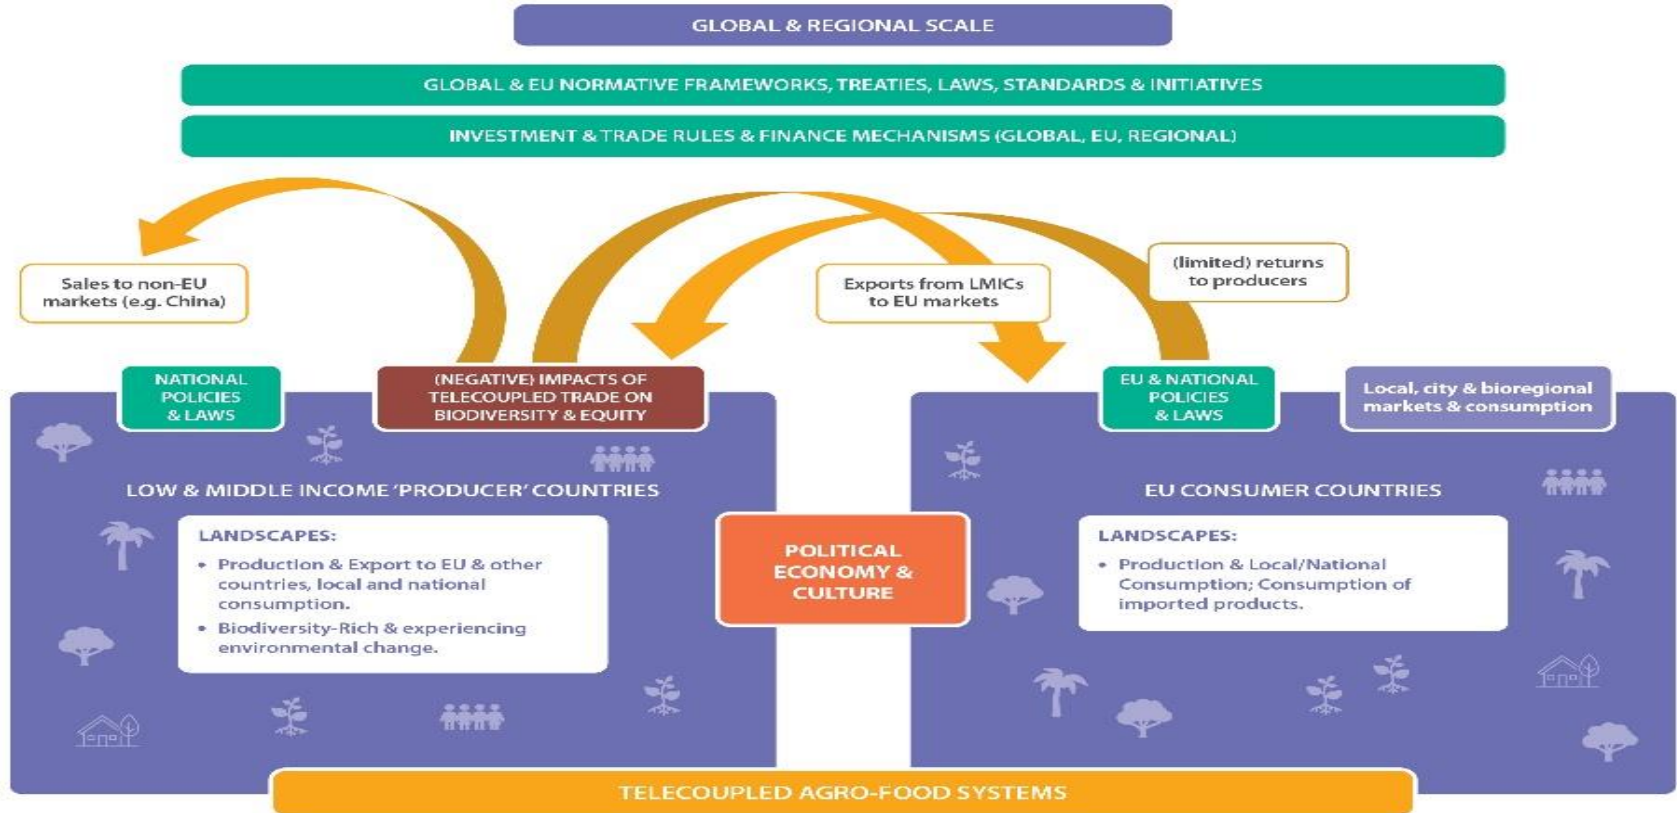 GLOBAL & REGIONAL SCALE
GLOBAL & EU NORMATIVE FRAMEWORKS, TREATIES, LAWS, STANDARDS & INITIATIVES
INVESTMENT & TRADE RULES & FINANCE MECHANISMS (GLOBAL, EU, REGIONAL)
Sales to non-EU
markets (e.g. China)
Exports from LMICs
to EU markets
(limited) returns
to producers
NATIONAL
POLICIES
& LAWS
(NEGATIVE) IMPACTS OF
TELECOUPLED TRADE ON
BIODIVERSITY & EQUITY
EU & NATIONAL
POLICIES
& LAWS
Local, city & bioregional
markets & consumption
LOW & MIDDLE INCOME 'PRODUCER' COUNTRIES
LANDSCAPES:
• Production & Export to EU & other
countries, local and national
consumption.
• Biodiversity-Rich & experiencing
environmental change.
POLITICAL
ECONOMY &
CULTURE
EU CONSUMER COUNTRIES
LANDSCAPES:
• Production & Local/National
Consumption; Consumption of
imported products.
TELECOUPLED AGRO-FOOD SYSTEMS